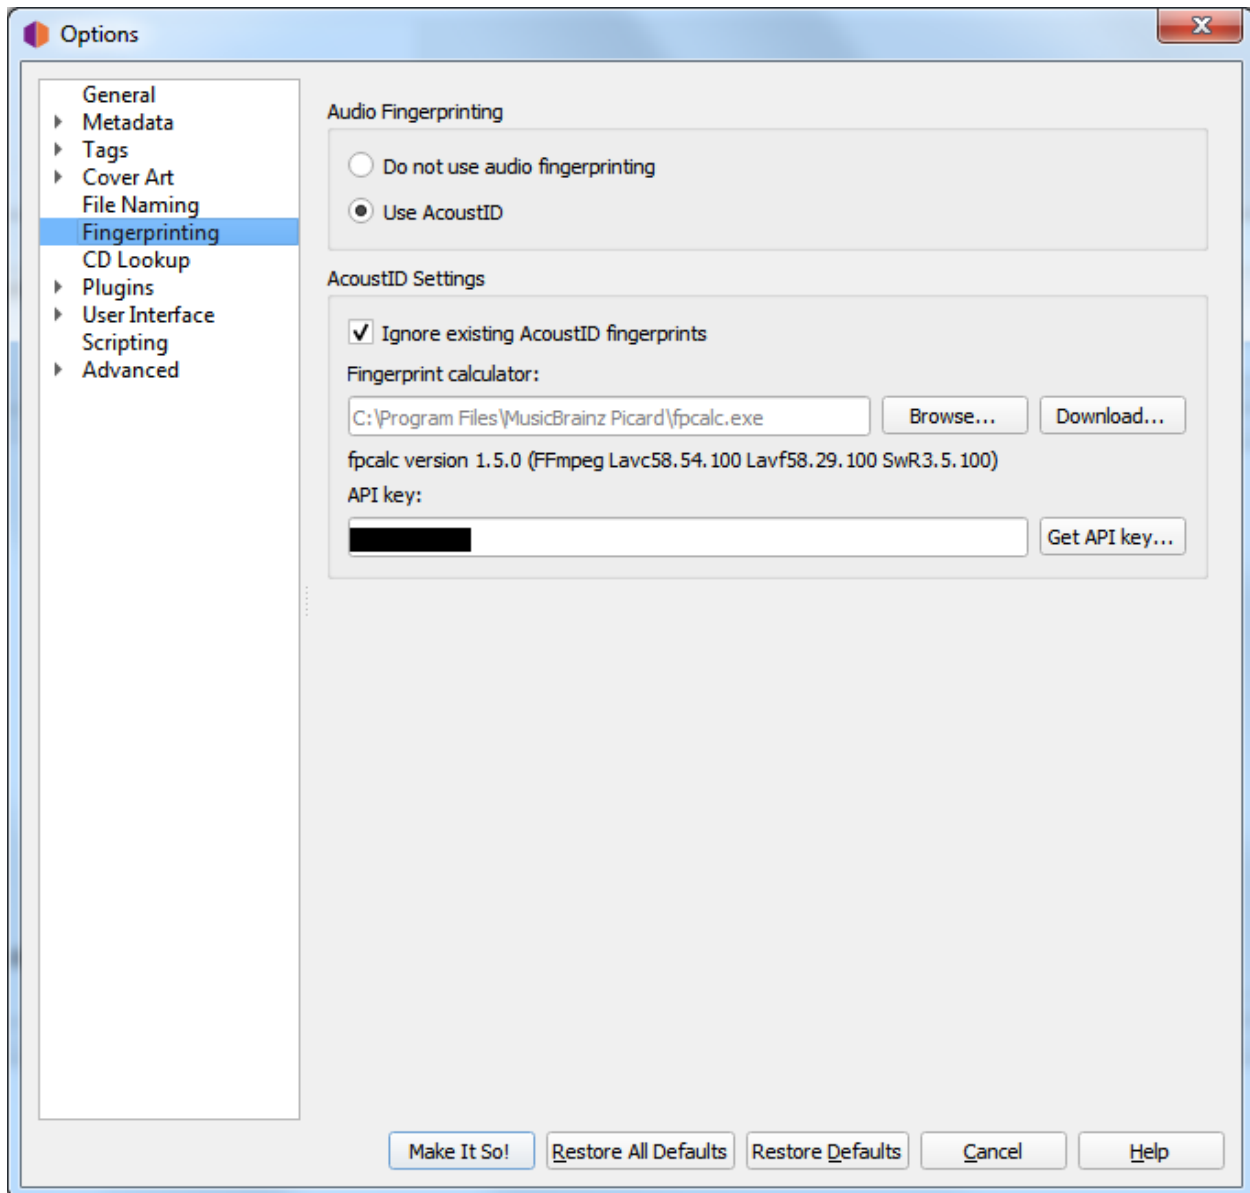 Options
General
Metadata
Tags
Cover Art
File Naming
Fingerprinting
CD Lookup
Plugins
User Interface
Scripting
Advanced
Audio Fingerprinting
Do not use audio fingerprinting
Use AcoustID
AcoustID Settings
Ignore existing AcoustID fingerprints
Fingerprint calculator:
C:\Program Files\MusicBrainz Picard\fpcalc.exe Browse... Download...
fpcalc version 1.5.0 (FFmpeg Lavc58.54.100 Lavf58.29.100 SwR3.5.100)
API key:
Get API key...
Make It So! Restore All Defaults Restore Defaults Cancel Help